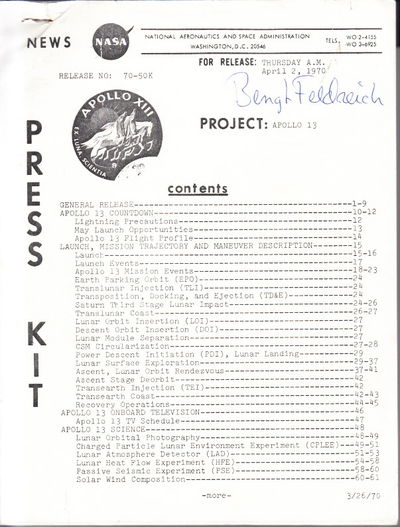 NEWS
NASA
NATIONAL AERONAUTICS AND SPACE ADMINISTRATION
WASHINGTON, D.C. 20546
TELS. WO 2-4155
WO 3-6925
FOR RELEASE: THURSDAY A.M.
April 2, 1970
RELEASE NO: 70-50K
Bengt Feldreich
APOLLO XIII
EX LUNA, SCIENTIA
PROJECT: APOLLO 13
PRESS KIT
contents
GENERAL RELEASE---1-9
APOLLO 13 COUNTDOWN---10-12
Lightning Precautions---12
May Launch Opportunities---13
Apollo 13 Flight Profile---14
LAUNCH, MISSION TRAJECTORY AND MANEUVER DESCRIPTION---15
Launch---15-16
Launch Events---17
Apollo 13 Mission Events---18-23
Earth Parking Orbit (EPO)---24
Translunar Injection (TLI)---24
Transposition, Docking, and Ejection (TD&E)---24
Saturn Third Stage Lunar Impact---24-26
Translunar Coast---26-27
Lunar Orbit Insertion (LOI)---27
Descent Orbit Insertion (DOI)---27
Lunar Module Separation---27
CSM Circularization---27-28
Power Descent Initiation (PDI), Lunar Landing---29
Lunar Surface Exploration---29-37
Ascent, Lunar Orbit Rendezvous---37-41
Ascent Stage Deorbit---42
Transearth Injection (TEI)---42
Transearth Coast---42-43
Recovery Operations---44-45
APOLLO 13 ONBOARD TELEVISION---46
Apollo 13 TV Schedule---47
APOLLO 13 SCIENCE---48
Lunar Orbital Photography---48-49
Charged Particle Lunar Environment Experiment (CPLEE)---49-51
Lunar Atmosphere Detector (LAD)---51-53
Lunar Heat Flow Experiment (HFE)---54-58
Passive Seismic Experiment (PSE)---58-60
Solar Wind Composition---60-61
-more-
3/26/70